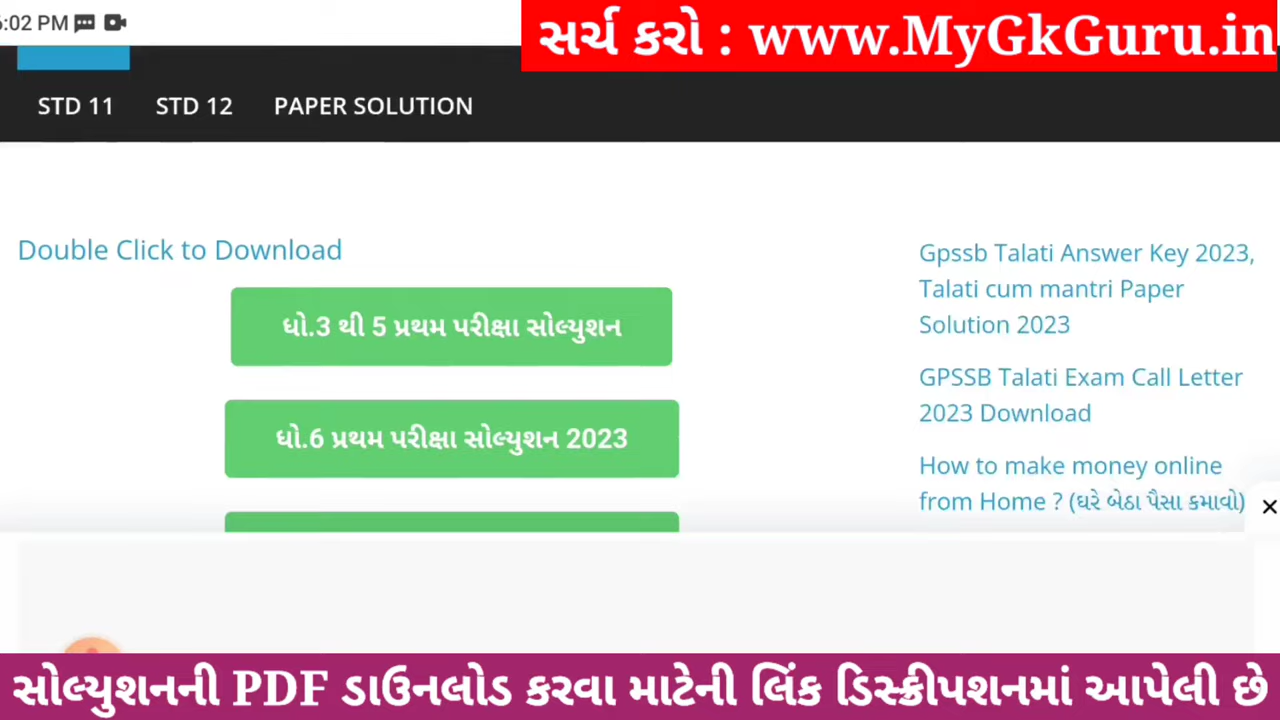 6:02 PM
સર્ચ કરો : www.MyGkGuru.in
STD 11 STD 12 PAPER SOLUTION
Double Click to Download
ધો.3 થી 5 પ્રથમ પરીક્ષા સોલ્યુશન
ધો.6 પ્રથમ પરીક્ષા સોલ્યુશન 2023
Gpssb Talati Answer Key 2023,
Talati cum mantri Paper
Solution 2023
GPSSB Talati Exam Call Letter
2023 Download
How to make money online
from Home ? (ઘરે બેઠા પૈસા કમાવો)
સોલ્યુશનની PDF ડાઉનલોડ કરવા માટેની લિંક ડિસ્ક્રીપશનમાં આપેલી છે